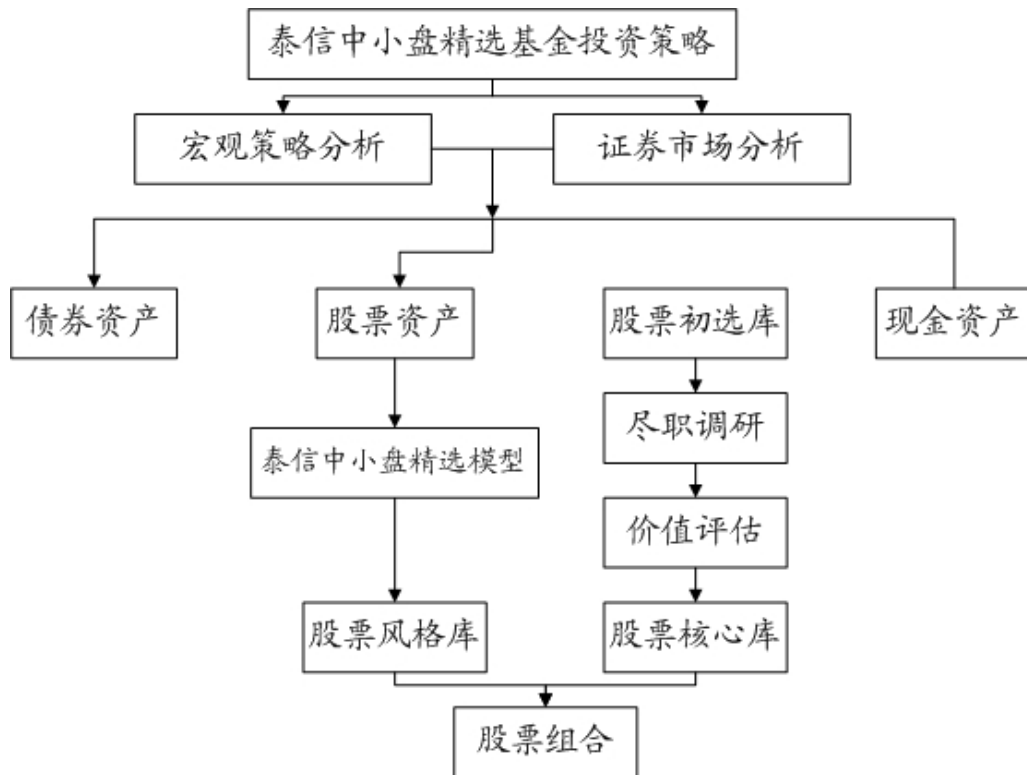 泰信中小盘精选基金投资策略
宏观策略分析
证券市场分析
债券资产
股票资产
股票初选库
现金资产
尽职调研
泰信中小盘精选模型
价值评估
股票风格库
股票核心库
股票组合